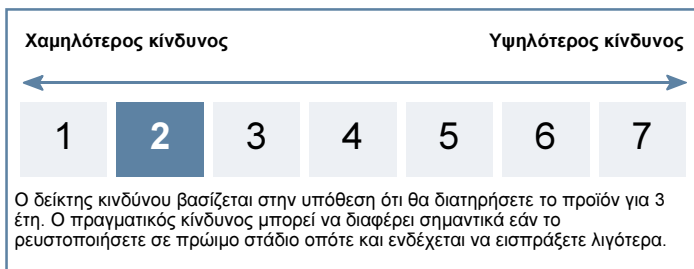 Χαμηλότερος κίνδυνος Υψηλότερος κίνδυνος
1 2 3 4 5 6 7
Ο δείκτης κινδύνου βασίζεται στην υπόθεση ότι θα διατηρήσετε το προϊόν για 3
έτη. Ο πραγματικός κίνδυνος μπορεί να διαφέρει σημαντικά εάν το
ρευστοποιήσετε σε πρώιμο στάδιο οπότε και ενδέχεται να εισπράξετε λιγότερα.